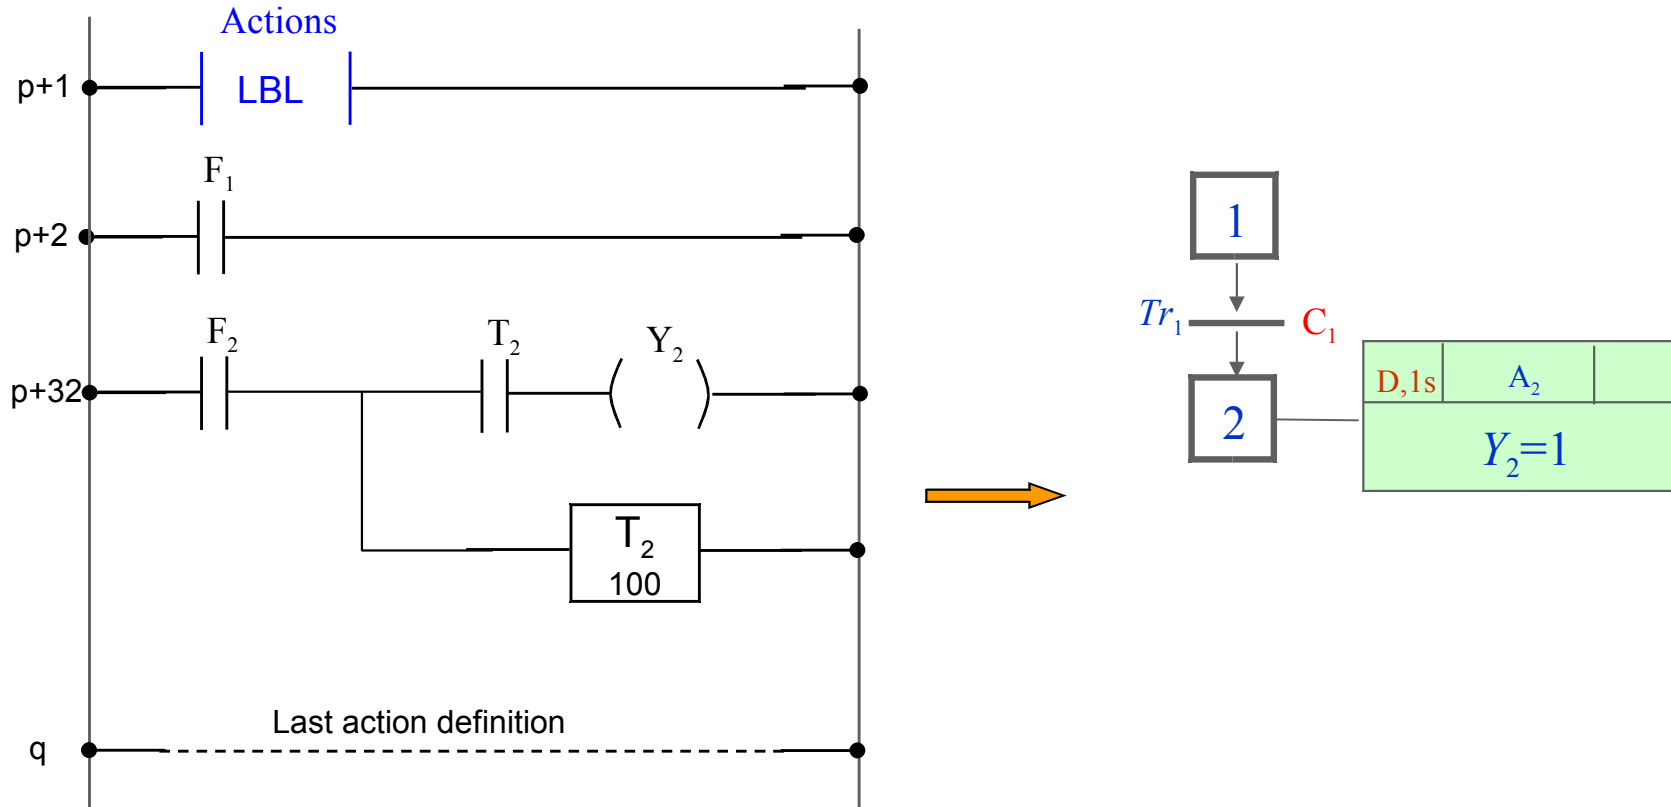 Actions
p+1 LBL
F₁
p+2
F₂ T₂ Y₂
p+32
T₂
100
Last action definition
q
1
Tr₁ C₁
D,1s A₂
2
Y₂=1